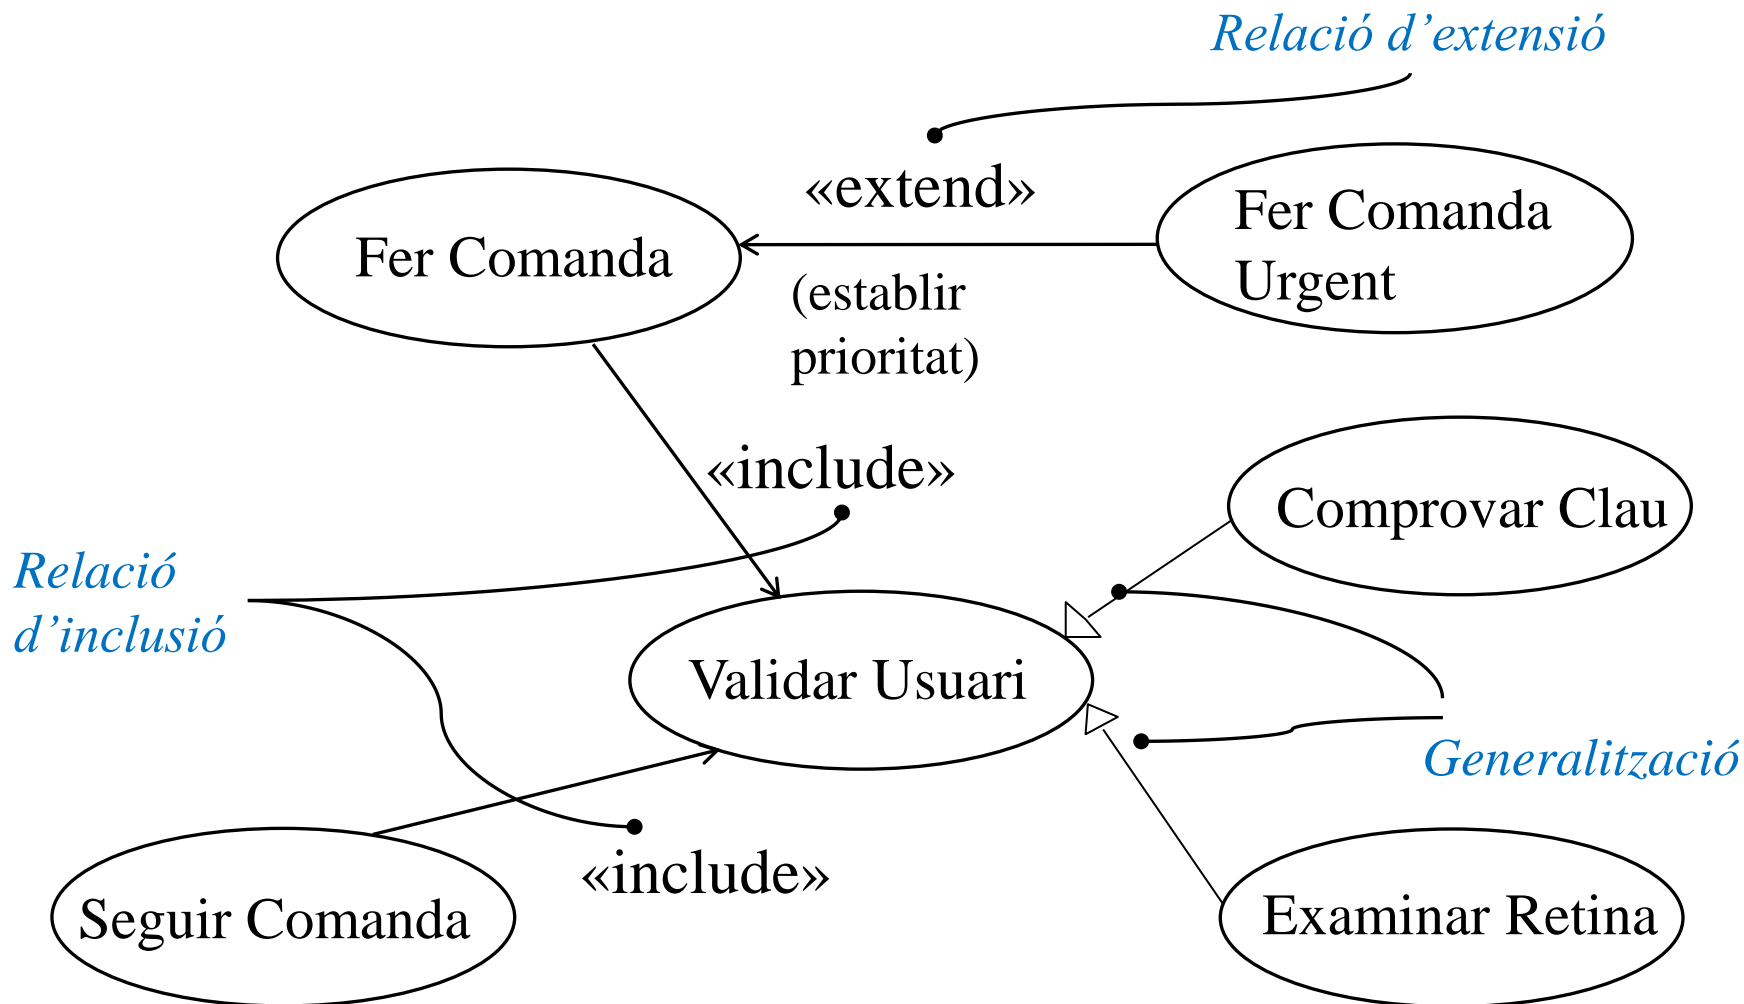 Relació d’extensió
«extend»
Fer Comanda
Urgent
Fer Comanda
(establir
prioritat)
«include»
Comprovar Clau
Relació
d’inclusió
Validar Usuari
Generalització
«include»
Seguir Comanda
Examinar Retina